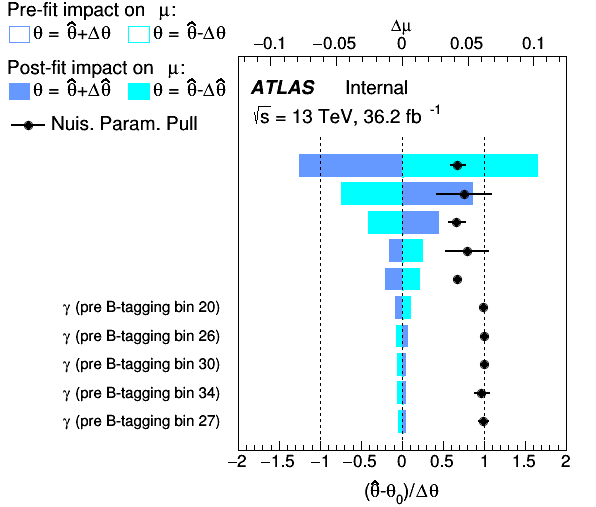 Pre-fit impact on μ:
θ = θ̂+Δθ θ = θ̂-Δθ
Post-fit impact on μ:
θ = θ̂+Δθ̂ θ = θ̂-Δθ̂
Nuis. Param. Pull
Δμ
−0.1 −0.05 0 0.05 0.1
ATLAS Internal
√s = 13 TeV, 36.2 fb⁻¹
γ (pre B-tagging bin 20)
γ (pre B-tagging bin 26)
γ (pre B-tagging bin 30)
γ (pre B-tagging bin 34)
γ (pre B-tagging bin 27)
−2 −1.5 −1 −0.5 0 0.5 1 1.5 2
(θ̂-θ₀)/Δθ